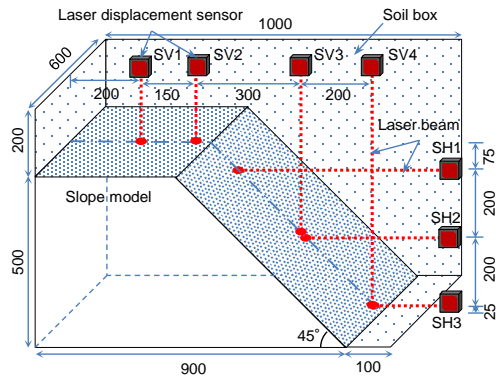 Laser displacement sensor
1000
Soil box
600
SV1
SV2
SV3
SV4
200
150
300
200
Laser beam
200
SH1
75
Slope model
200
SH2
500
200
45°
SH3
25
900
100